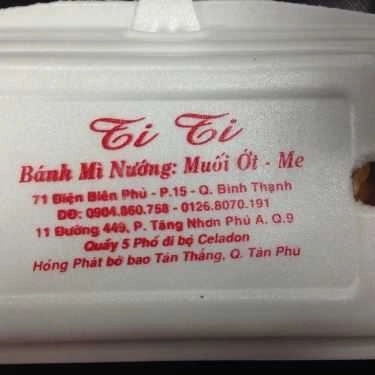 Ti Ti
Bánh Mì Nướng: Muối Ớt - Me
71 Điện Biên Phủ - P.15 - Q. Bình Thạnh
DĐ: 0904.860.758 - 0126.8070.191
11 Đường 449, P. Tăng Nhơn Phú A, Q.9
Quầy 5 Phố đi bộ Celadon
Hồng Phát bờ bao Tân Thắng, Q. Tân Phú